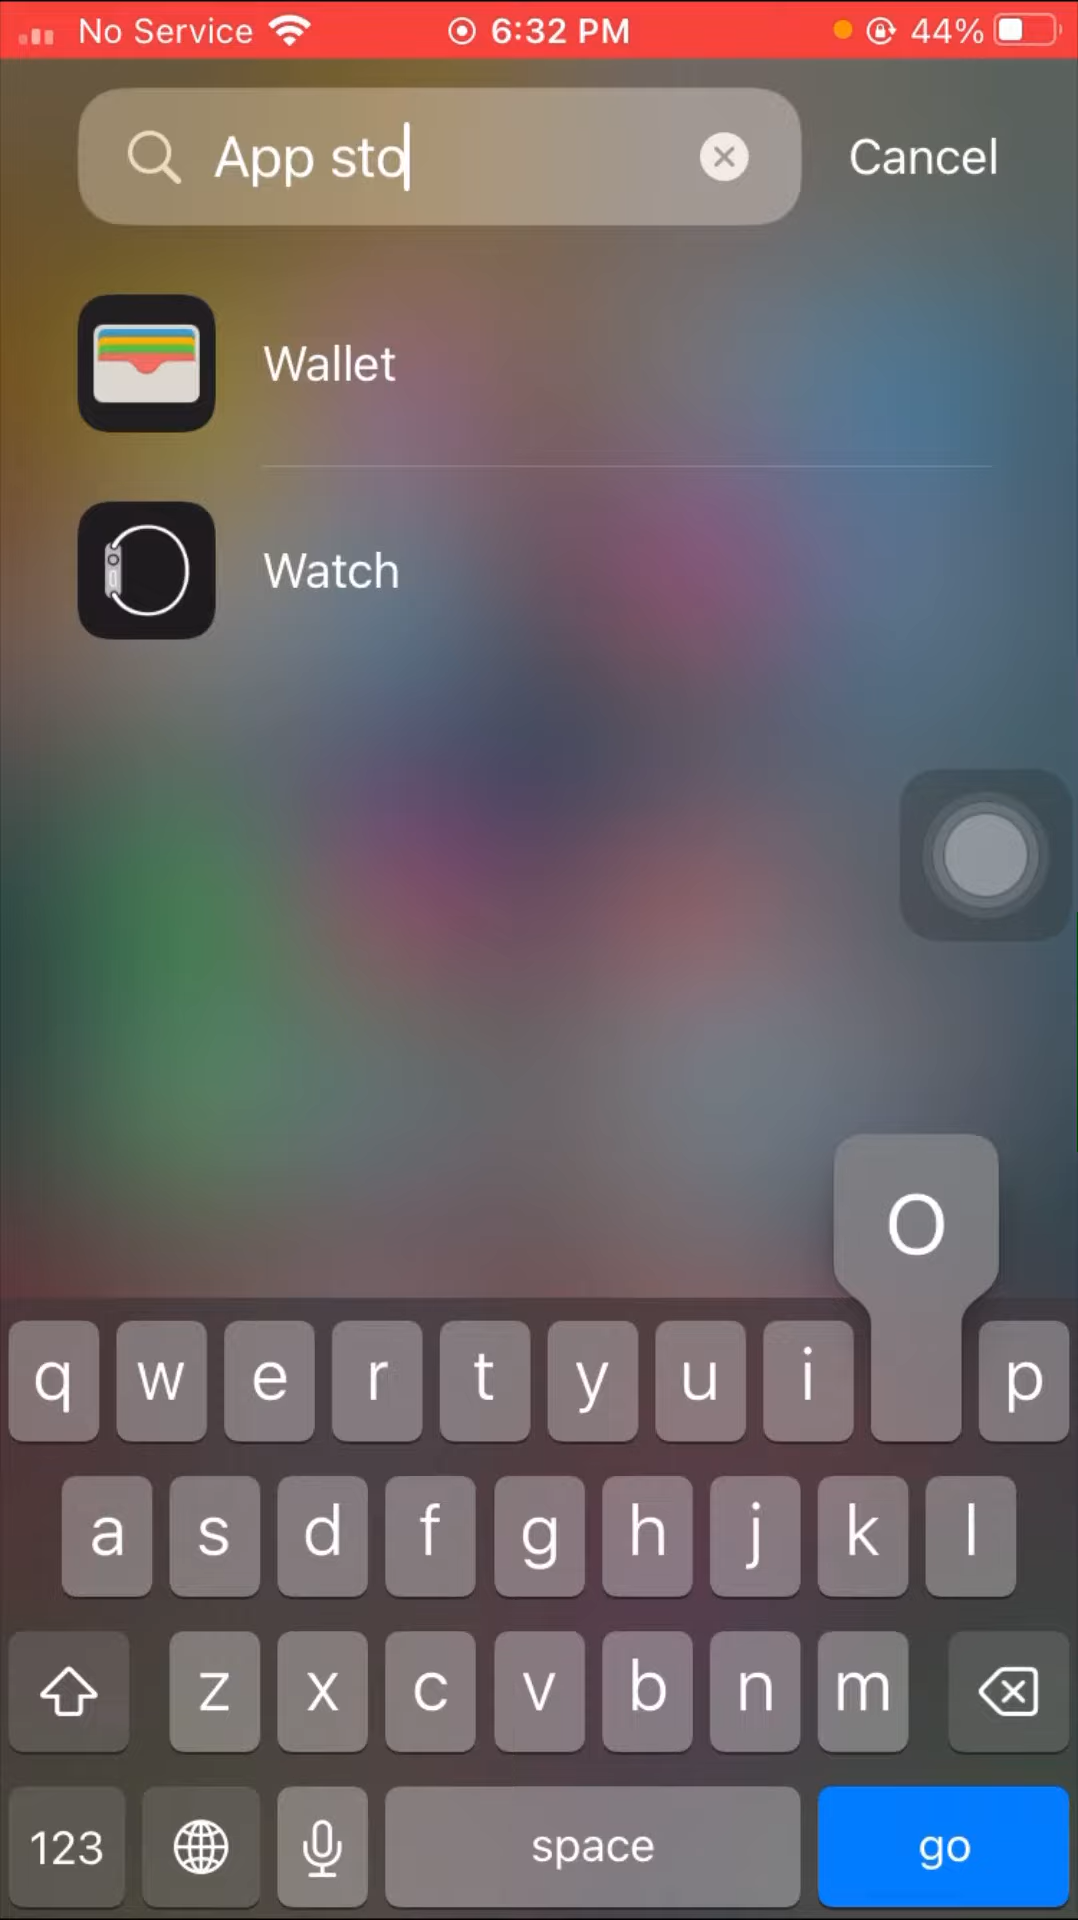 No Service 6:32 PM 44%
App sto Cancel
Wallet
Watch
O
q w e r t y u i p
a s d f g h j k l
z x c v b n m
123 space go